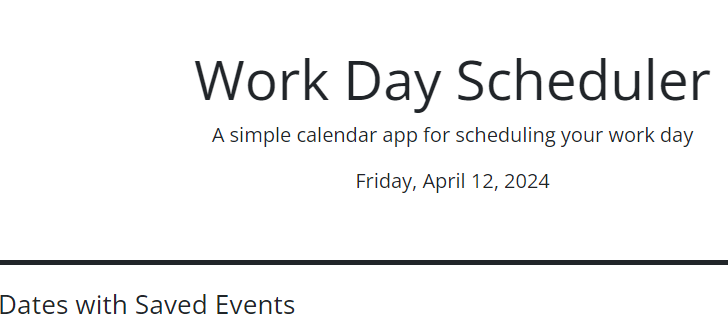 Work Day Scheduler
A simple calendar app for scheduling your work day
Friday, April 12, 2024
Dates with Saved Events